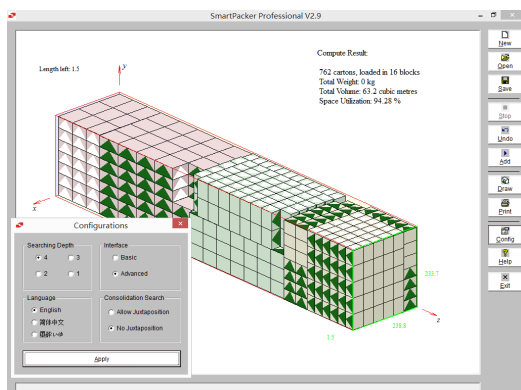 SmartPacker Professional V2.9
Length left: 1.5
y
Compute Result:
762 cartons, loaded in 16 blocks
Total Weight: 0 kg
Total Volume: 63.2 cubic metres
Space Utilization: 94.28 %
x
z
233.7
238.8
1.5
New
Open
Save
Stop
Undo
Add
Draw
Print
Config
Help
Exit
Configurations
Searching Depth
4
3
2
1
Interface
Basic
Advanced
Language
English
简体中文
Consolidation Search
Allow Juxtaposition
No Juxtaposition
Apply